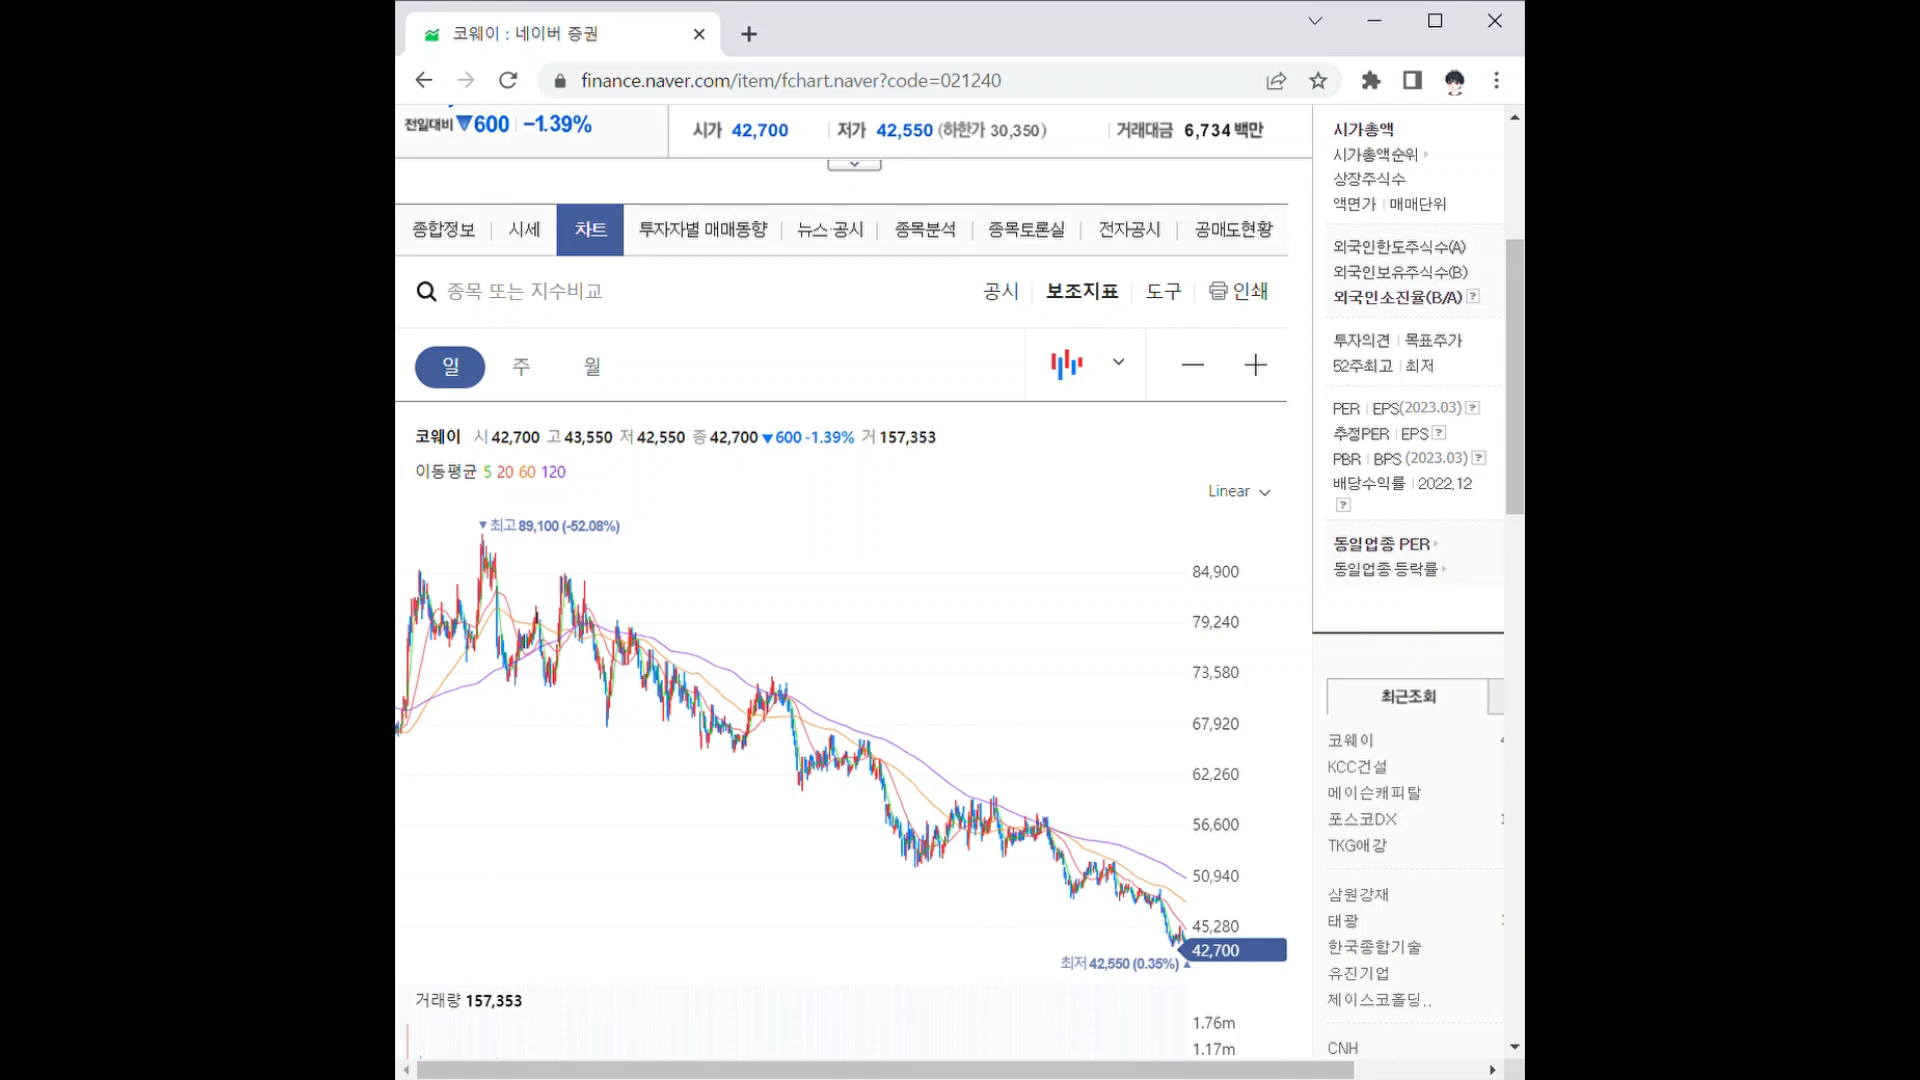 코웨이 : 네이버 증권
finance.naver.com/item/fchart.naver?code=021240
전일대비 ▼600 -1.39%
시가 42,700 저가 42,550 (하한가 30,350) 거래대금 6,734 백만
종합정보 시세 차트 투자자별 매매동향 뉴스·공시 종목분석 종목토론실 전자공시 공매도현황
종목 또는 지수비교 공시 보조지표 도구 인쇄
일 주 월
코웨이 시 42,700 고 43,550 저 42,550 종 42,700 ▼600 -1.39% 거 157,353
이동평균 5 20 60 120
Linear
▼최고 89,100 (-52.08%)
84,900
79,240
73,580
67,920
62,260
56,600
50,940
45,280
42,700
최저 42,550 (0.35%) ▲
거래량 157,353
1.76m
1.17m
시가총액
시가총액순위
상장주식수
액면가 매매단위
외국인한도주식수(A)
외국인보유주식수(B)
외국인소진율(B/A) ?
투자의견 목표주가
52주최고 최저
PER EPS(2023.03) ?
추정PER EPS ?
PBR BPS (2023.03) ?
배당수익률 2022.12
?
동일업종 PER
동일업종 등락률
최근조회
코웨이
KCC건설
메이슨캐피탈
포스코DX
TKG애강
삼원강재
태광
한국종합기술
유진기업
제이스코홀딩..
CNH